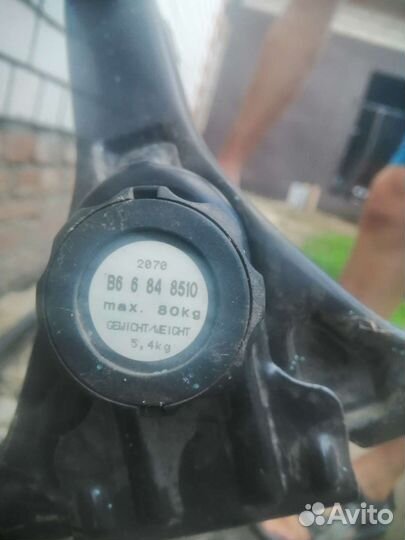 2070
B6 6 84 8510
max. 80kg
GEWICHT/WEIGHT
5,4kg
Avito